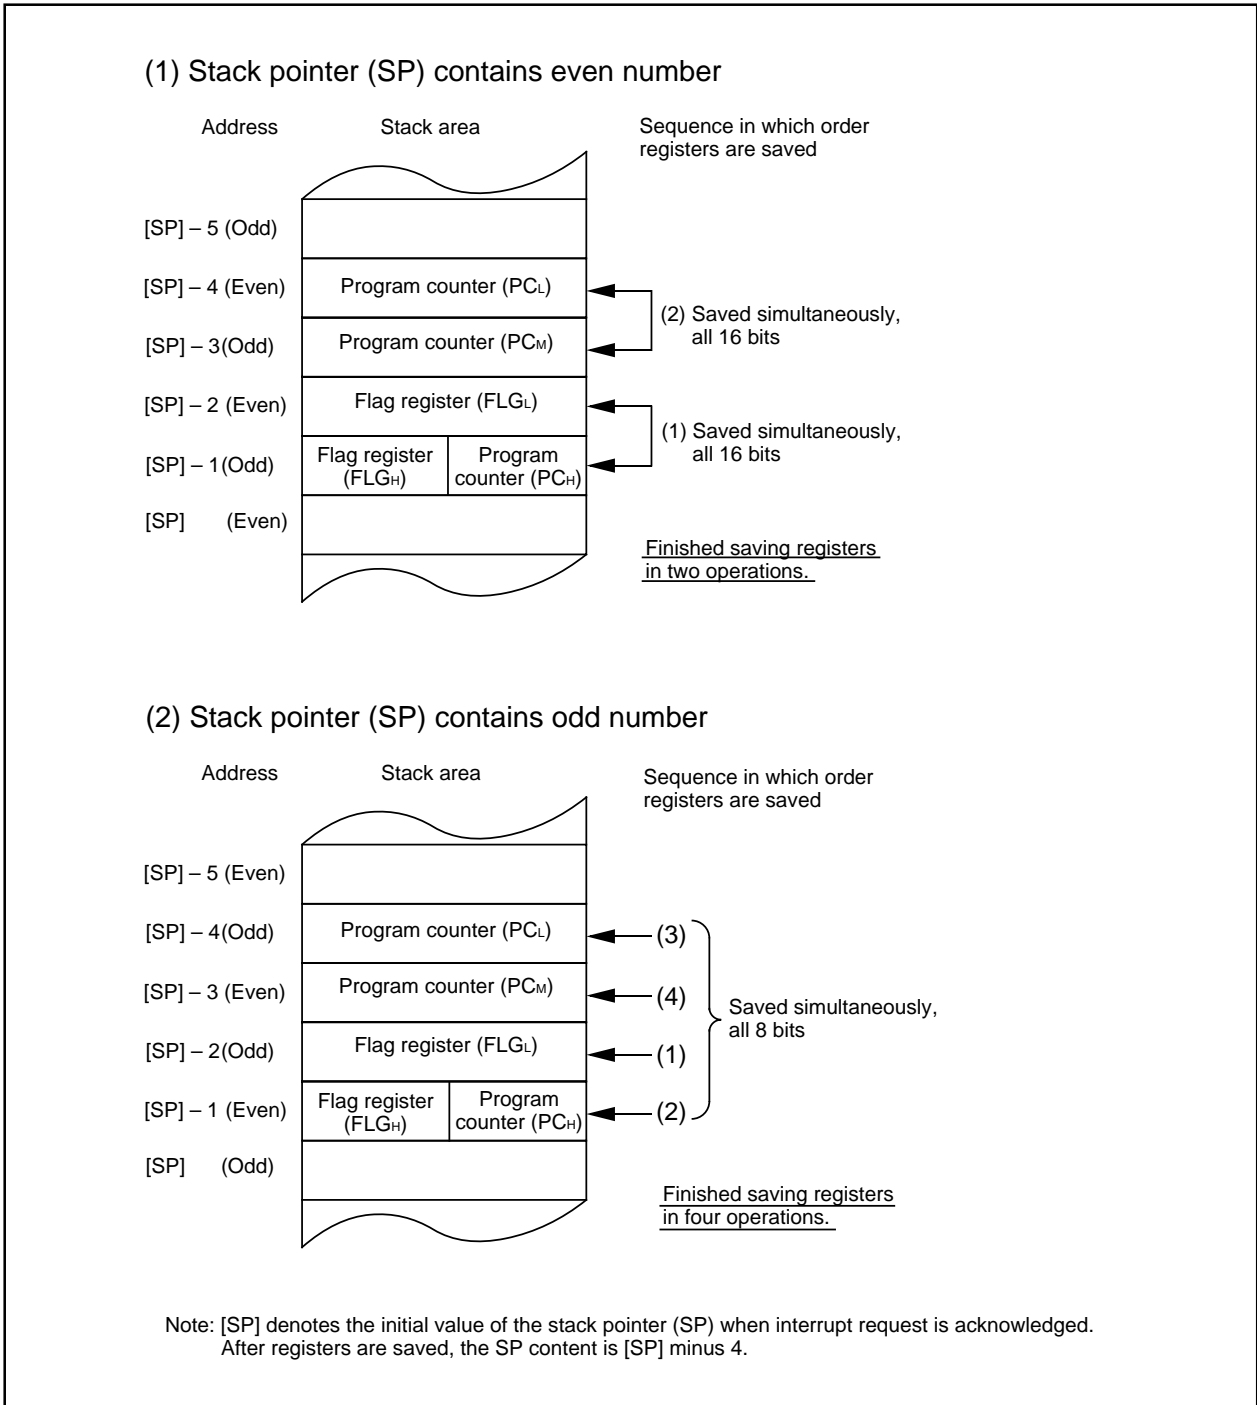 (1) Stack pointer (SP) contains even number
Address Stack area Sequence in which order
registers are saved
[SP] – 5 (Odd)
[SP] – 4 (Even) Program counter (PCL)
(2) Saved simultaneously,
all 16 bits
[SP] – 3(Odd) Program counter (PCM)
[SP] – 2 (Even) Flag register (FLGL)
(1) Saved simultaneously,
all 16 bits
[SP] – 1(Odd) Flag register
(FLGH) Program
counter (PCH)
[SP] (Even)
Finished saving registers
in two operations.
(2) Stack pointer (SP) contains odd number
Address Stack area Sequence in which order
registers are saved
[SP] – 5 (Even)
[SP] – 4(Odd) Program counter (PCL) (3)
[SP] – 3 (Even) Program counter (PCM) (4)
Saved simultaneously,
all 8 bits
[SP] – 2(Odd) Flag register (FLGL) (1)
[SP] – 1 (Even) Flag register
(FLGH) Program
counter (PCH) (2)
[SP] (Odd)
Finished saving registers
in four operations.
Note: [SP] denotes the initial value of the stack pointer (SP) when interrupt request is acknowledged.
After registers are saved, the SP content is [SP] minus 4.